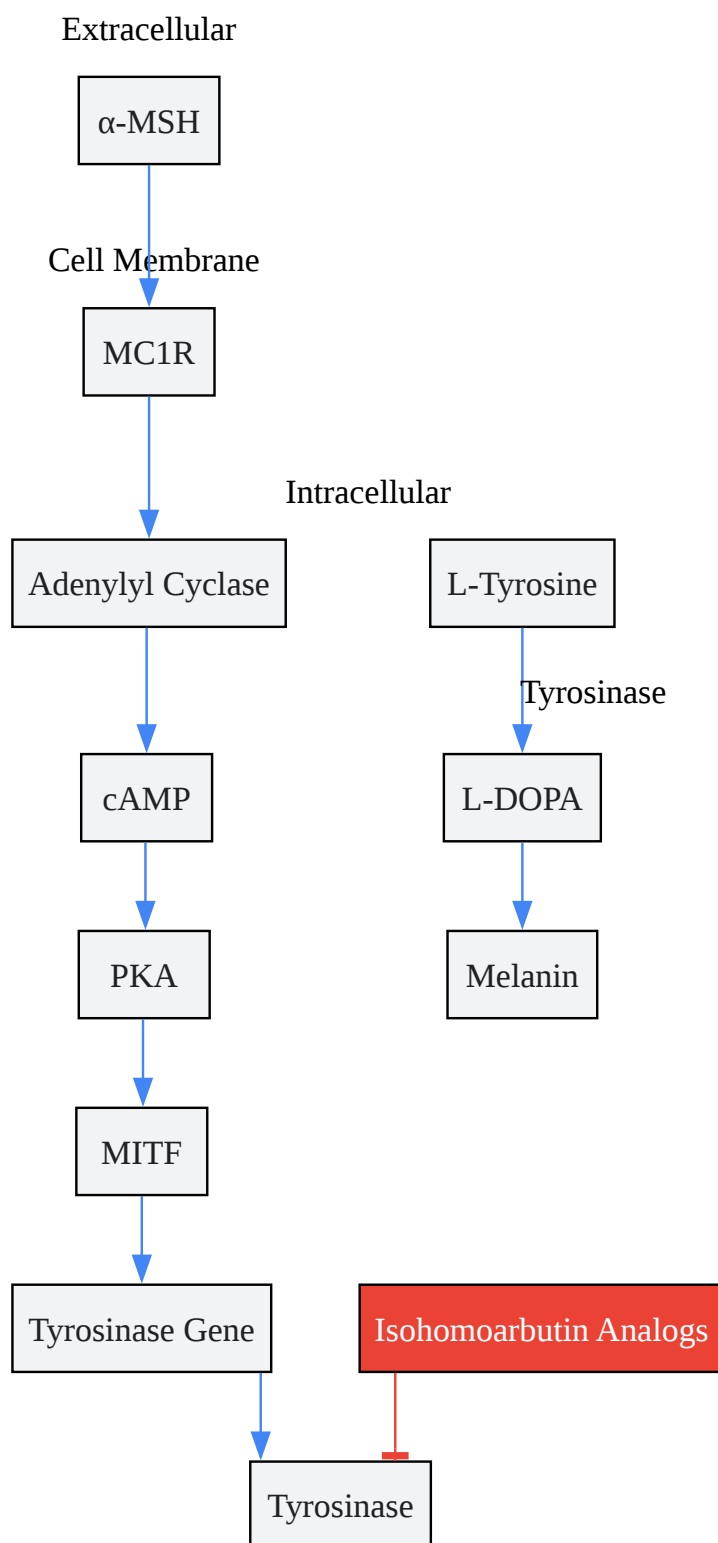 Extracellular
α-MSH
Cell Membrane
MC1R
Intracellular
Adenylyl Cyclase
L-Tyrosine
Tyrosinase
cAMP
L-DOPA
PKA
Melanin
MITF
Tyrosinase Gene
Isohomoarbutin Analogs
Tyrosinase